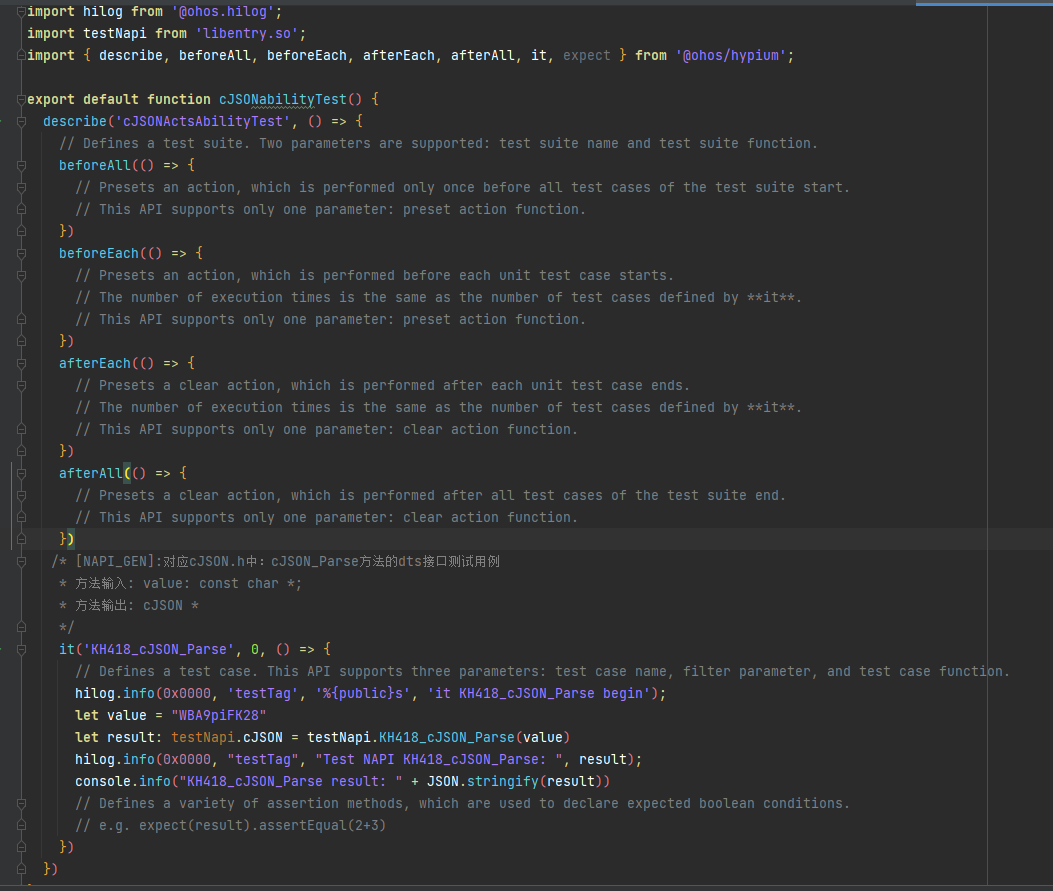 import hilog from '@ohos.hilog';
import testNapi from 'libentry.so';
import { describe, beforeAll, beforeEach, afterEach, afterAll, it, expect } from '@ohos/hypium';
export default function cJSONabilityTest() {
describe('cJSONActsAbilityTest', () => {
// Defines a test suite. Two parameters are supported: test suite name and test suite function.
beforeAll(() => {
// Presets an action, which is performed only once before all test cases of the test suite start.
// This API supports only one parameter: preset action function.
})
beforeEach(() => {
// Presets an action, which is performed before each unit test case starts.
// The number of execution times is the same as the number of test cases defined by **it**.
// This API supports only one parameter: preset action function.
})
afterEach(() => {
// Presets a clear action, which is performed after each unit test case ends.
// The number of execution times is the same as the number of test cases defined by **it**.
// This API supports only one parameter: clear action function.
})
afterAll(() => {
// Presets a clear action, which is performed after all test cases of the test suite end.
// This API supports only one parameter: clear action function.
})
/* [NAPI_GEN]:对应cJSON.h中：cJSON_Parse方法的dts接口测试用例
* 方法输入: value: const char *;
* 方法输出: cJSON *
*/
it('KH418_cJSON_Parse', 0, () => {
// Defines a test case. This API supports three parameters: test case name, filter parameter, and test case function.
hilog.info(0x0000, 'testTag', '%{public}s', 'it KH418_cJSON_Parse begin');
let value = "WBA9piFK28"
let result: testNapi.cJSON = testNapi.KH418_cJSON_Parse(value)
hilog.info(0x0000, "testTag", "Test NAPI KH418_cJSON_Parse: ", result);
console.info("KH418_cJSON_Parse result: " + JSON.stringify(result))
// Defines a variety of assertion methods, which are used to declare expected boolean conditions.
// e.g. expect(result).assertEqual(2+3)
})
})